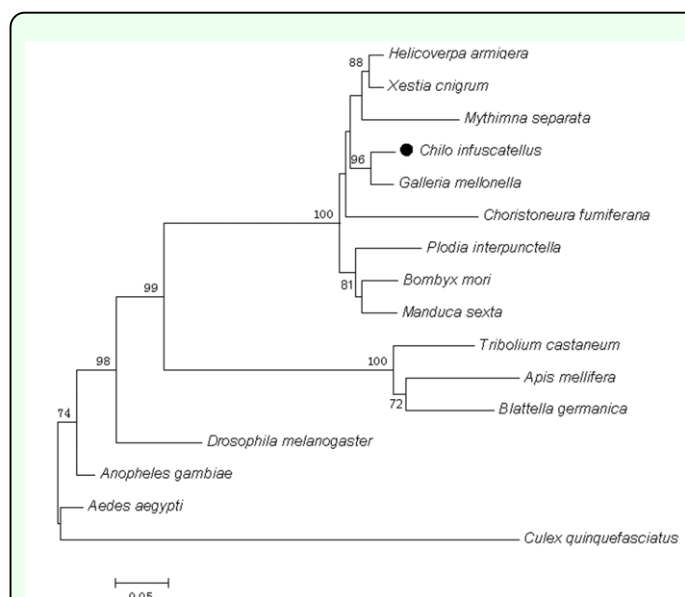 Helicoverpa armigera
88
Xestia cnigrum
Mythimna separata
Chilo infuscatellus
96
Galleria mellonella
100
Choristoneura fumiferana
Plodia interpunctella
Bombyx mori
81
Manduca sexta
99
Tribolium castaneum
100
98
Apis mellifera
72
Blattella germanica
74
Drosophila melanogaster
Anopheles gambiae
Aedes aegypti
Culex quinquefasciatus
0.05